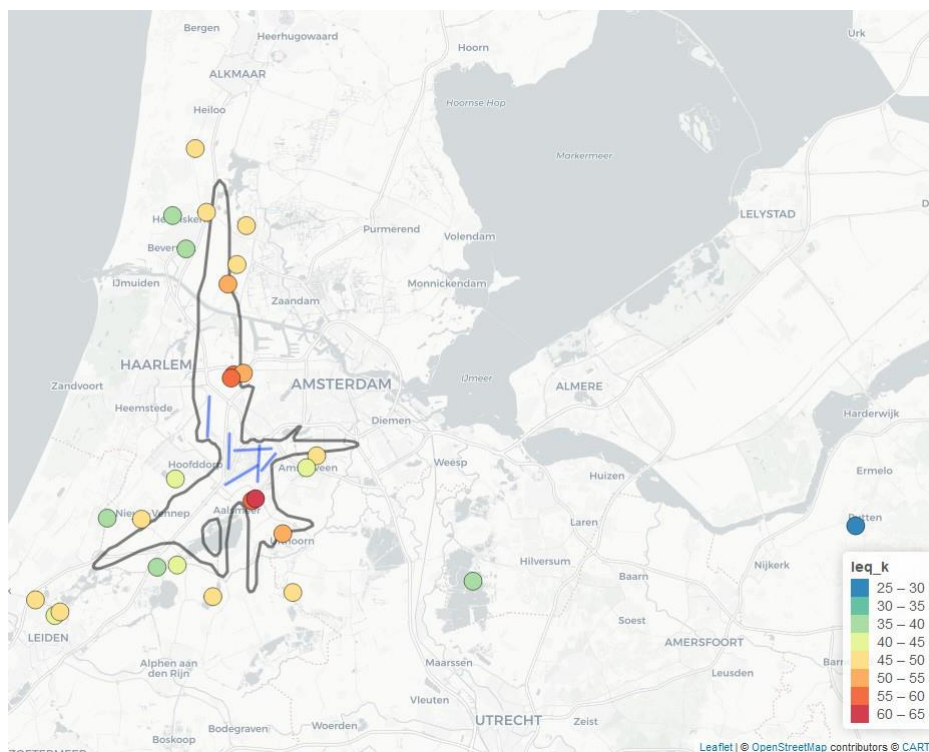 Bergen
Heerhugowaard
Hoorn
Urk
ALKMAAR
Hoornse Hop
Heiloo
Markermeer
LELYSTAD
Purmerend
Volendam
IJmuiden
Monnickendam
Zaandam
HAARLEM
Zandvoort
AMSTERDAM
IJmeer
ALMERE
Heemstede
Diemen
Harderwijk
Weesp
Huizen
Ermelo
Aalsmeer
Laren
Hilversum
Nijkerk
Baarn
LEIDEN
Soest
AMERSFOORT
Alphen aan
den Rijn
Maarssen
Leusden
Vleuten
Bodegraven
Woerden
UTRECHT
Zeist
Boskoop
leq_k
25 – 30
30 – 35
35 – 40
40 – 45
45 – 50
50 – 55
55 – 60
60 – 65
Leaflet | © OpenStreetMap contributors © CART